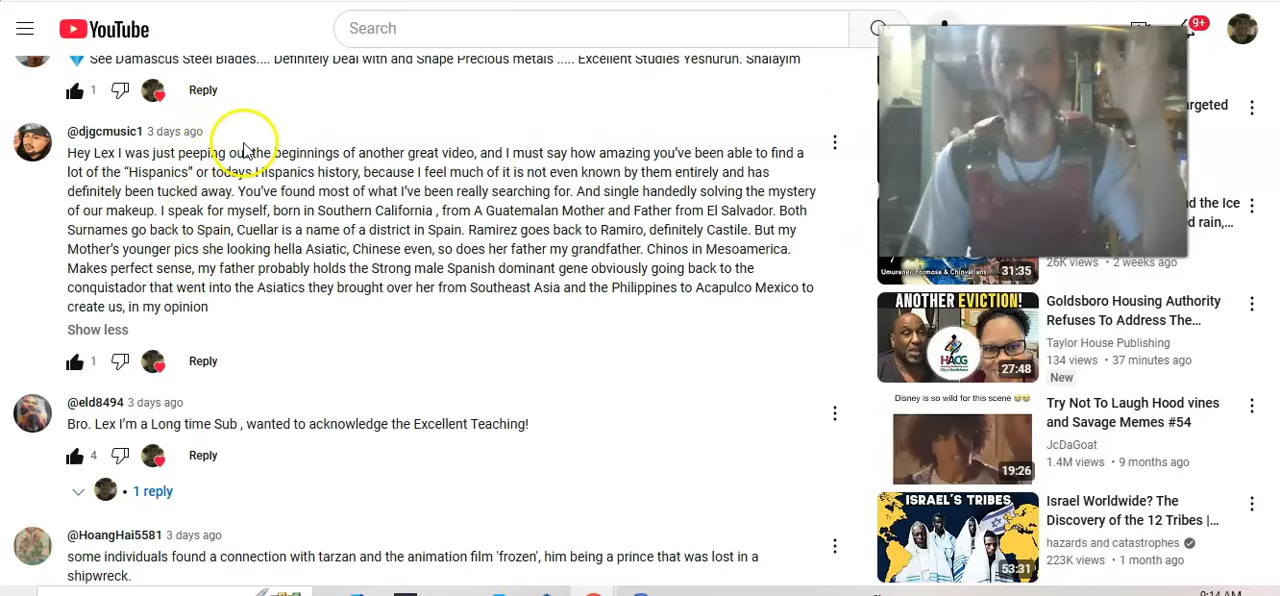 YouTube
Search
9+
See Damascus Steel Blades.... Definitely Deal with and Shape Precious metals ..... Excellent Studies Yeshurun. Shalayim
1
Reply
@djgcmusic1 3 days ago
Hey Lex I was just peeping out the beginnings of another great video, and I must say how amazing you've been able to find a
lot of the "Hispanics" or todays Hispanics history, because I feel much of it is not even known by them entirely and has
definitely been tucked away. You've found most of what I've been really searching for. And single handedly solving the mystery
of our makeup. I speak for myself, born in Southern California , from A Guatemalan Mother and Father from El Salvador. Both
Surnames go back to Spain, Cuellar is a name of a district in Spain. Ramirez goes back to Ramiro, definitely Castile. But my
Mother's younger pics she looking hella Asiatic, Chinese even, so does her father my grandfather. Chinos in Mesoamerica.
Makes perfect sense, my father probably holds the Strong male Spanish dominant gene obviously going back to the
conquistador that went into the Asiatics they brought over her from Southeast Asia and the Philippines to Acapulco Mexico to
create us, in my opinion
Show less
1
Reply
@eld8494 3 days ago
Bro. Lex I'm a Long time Sub , wanted to acknowledge the Excellent Teaching!
4
Reply
• 1 reply
@HoangHai5581 3 days ago
some individuals found a connection with tarzan and the animation film 'frozen', him being a prince that was lost in a
shipwreck.
argeted
nd the Ice
d rain,...
Umurangi, Formosa & Chinvatians
31:35
26K views • 2 weeks ago
ANOTHER EVICTION!
HACG
27:48
Goldsboro Housing Authority
Refuses To Address The...
Taylor House Publishing
134 views • 37 minutes ago
New
Disney is so wild for this scene 😂😂
19:26
Try Not To Laugh Hood vines
and Savage Memes #54
JcDaGoat
1.4M views • 9 months ago
ISRAEL'S TRIBES
53:31
Israel Worldwide? The
Discovery of the 12 Tribes |...
hazards and catastrophes
223K views • 1 month ago
9:14 AM